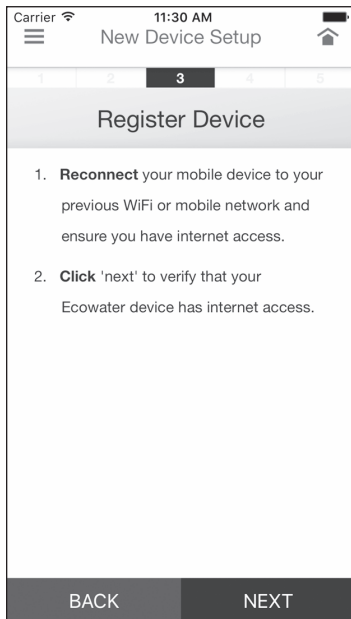 Carrier 11:30 AM
New Device Setup
1 2 3 4 5
Register Device
1. Reconnect your mobile device to your
previous WiFi or mobile network and
ensure you have internet access.
2. Click 'next' to verify that your
Ecowater device has internet access.
BACK NEXT